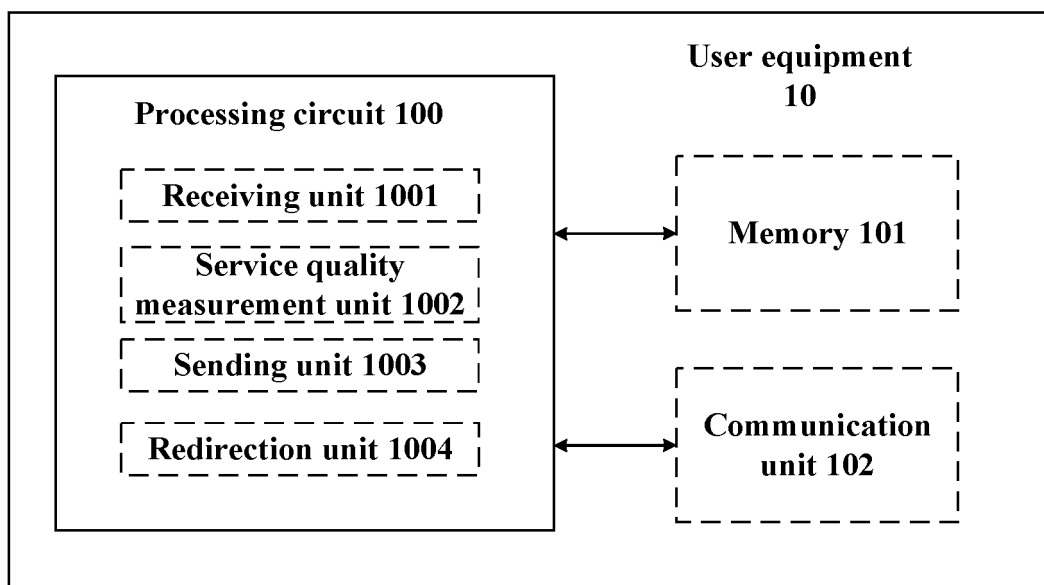 User equipment
10
Processing circuit 100
Receiving unit 1001
Service quality
measurement unit 1002
Sending unit 1003
Redirection unit 1004
Memory 101
Communication
unit 102